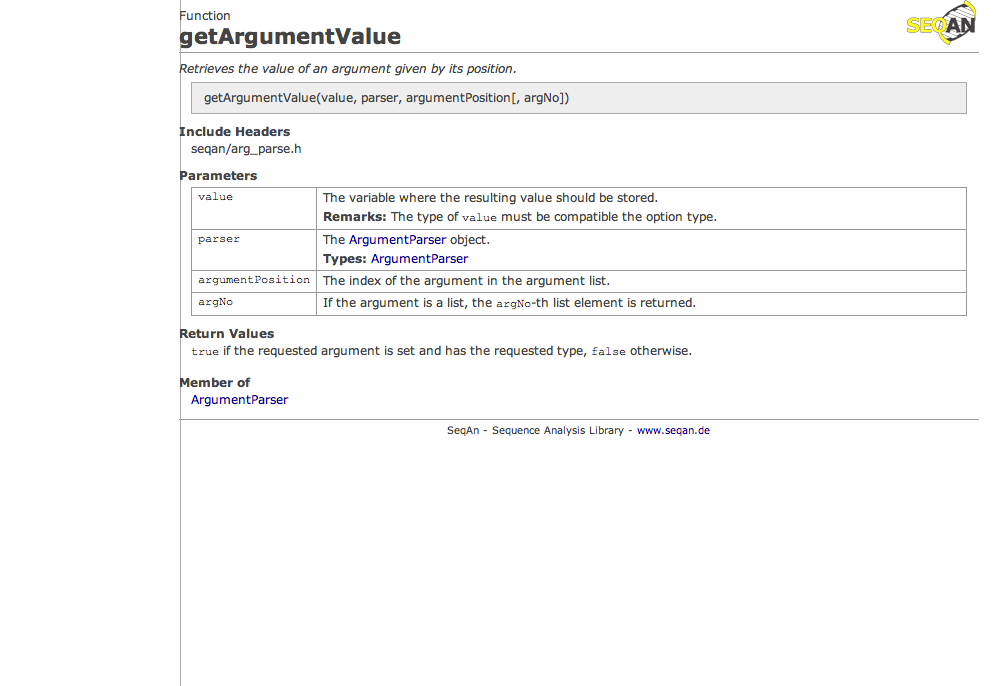 Function
getArgumentValue
SEQAN
Retrieves the value of an argument given by its position.
getArgumentValue(value, parser, argumentPosition[, argNo])
Include Headers
seqan/arg_parse.h
Parameters
value
The variable where the resulting value should be stored.
Remarks: The type of value must be compatible the option type.
parser
The ArgumentParser object.
Types: ArgumentParser
argumentPosition
The index of the argument in the argument list.
argNo
If the argument is a list, the argNo-th list element is returned.
Return Values
true if the requested argument is set and has the requested type, false otherwise.
Member of
ArgumentParser
SeqAn - Sequence Analysis Library - www.seqan.de